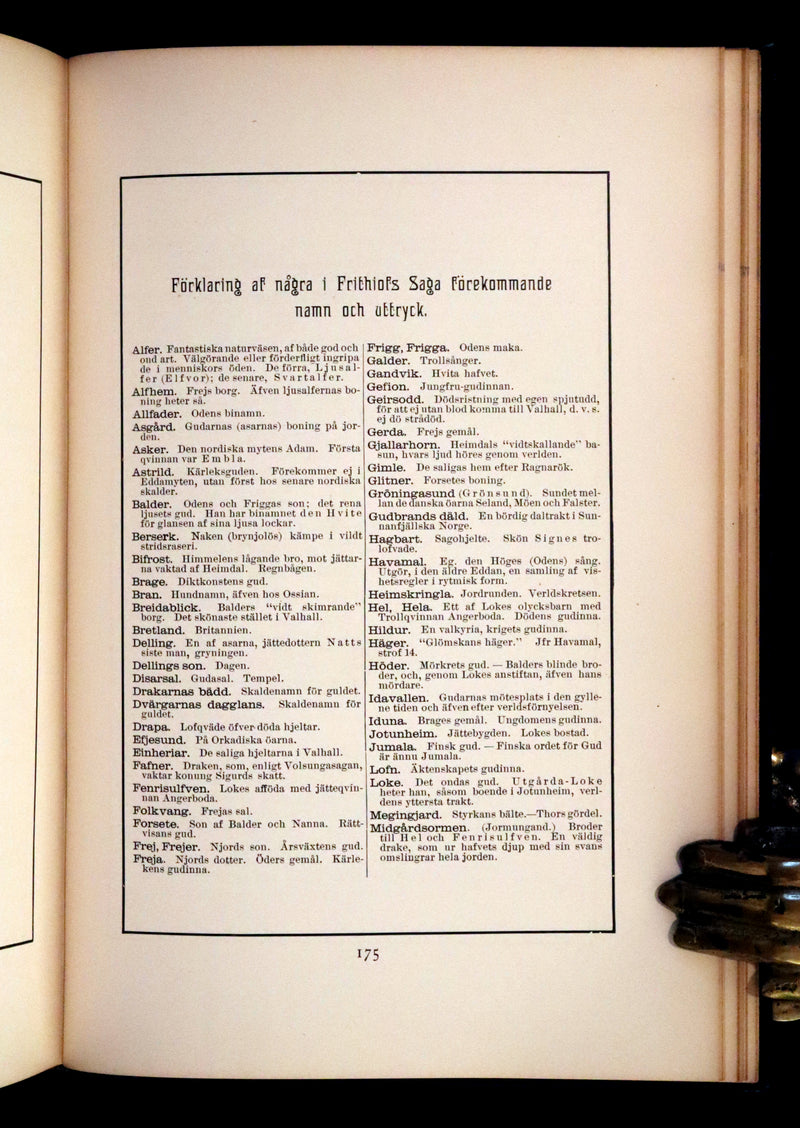 Förklaring af några i Frithiofs Saga förekommande
namn och uttryck.
Alfer. Fantastiska naturväsen, af både god och
ond art. Välgörande eller förderfligt ingripa
de i menniskors öden. De förra, Ljusal-
fer (Elfvor); de senare, Svartalfer.
Alfhem. Frejs borg. Äfven ljusalfernas bo-
ning heter så.
Allfader. Odens binamn.
Asgård. Gudarnas (asarnas) boning på jor-
den.
Asker. Den nordiska mytens Adam. Första
qvinnan var Embla.
Astrild. Kärleksguden. Förekommer ej i
Eddamyten, utan först hos senare nordiska
skalder.
Balder. Odens och Friggas son; det rena
ljusets gud. Han har binamnet den Hvite
för glansen af sina ljusa lockar.
Berserk. Naken (brynjolös) kämpe i vildt
stridsraseri.
Bifrost. Himmelens lågande bro, mot jättar-
na vaktad af Heimdal. Regnbågen.
Brage. Diktkonstens gud.
Bran. Hundnamn, äfven hos Ossian.
Breidablick. Balders “vidt skimrande”
borg. Det skönaste stället i Valhall.
Bretland. Britannien.
Delling. En af asarna, jättedottern Natts
siste man, gryningen.
Dellings son. Dagen.
Disarsal. Gudasal. Tempel.
Drakarnas bädd. Skaldenamn för guldet.
Dvärgarnas dagglans. Skaldenamn för
guldet.
Drapa. Lofqväde öfver döda hjeltar.
Efjesund. På Orkadiska öarna.
Einheriar. De saliga hjeltarna i Valhall.
Fafner. Draken, som, enligt Volsungasagan,
vaktar konung Sigurds skatt.
Fenrisulfven. Lokes afföda med jätteqvin-
nan Angerboda.
Folkvang. Frejas sal.
Forsete. Son af Balder och Nanna. Rätt-
visans gud.
Frej, Frejer. Njords son. Årsväxtens gud.
Freja. Njords dotter. Öders gemål. Kärle-
kens gudinna.
Frigg, Frigga. Odens maka.
Galder. Trollsånger.
Gandvik. Hvita hafvet.
Gefion. Jungfru-gudinnan.
Geirsodd. Dödsristning med egen spjutudd,
för att ej utan blod komma till Valhall, d. v. s.
ej dö strådöd.
Gerda. Frejs gemål.
Gjallarhorn. Heimdals “vidtskallande” ba-
sun, hvars ljud höres genom verlden.
Gimle. De saligas hem efter Ragnarök.
Glitner. Forsetes boning.
Gröningasund (Grönsund). Sundet mel-
lan de danska öarna Seland, Möen och Falster.
Gudbrands däld. En bördig daltrakt i Sun-
nanfjällska Norge.
Hagbart. Sagohjelte. Skön Signes tro-
lofvade.
Havamal. Eg. den Höges (Odens) sång.
Utgör, i den äldre Eddan, en samling af vis-
hetsregler i rytmisk form.
Heimskringla. Jordrunden. Verldskretsen.
Hel, Hela. Ett af Lokes olycksbarn med
Trollqvinnan Angerboda. Dödens gudinna.
Hildur. En valkyria, krigets gudinna.
Häger. “Glömskans häger.” Jfr Havamal,
strof 14.
Höder. Mörkrets gud. — Balders blinde bro-
der, och, genom Lokes anstiftan, äfven hans
mördare.
Idavallen. Gudarnas mötesplats i den gylle-
ne tiden och äfven efter verldsförnyelsen.
Iduna. Brages gemål. Ungdomens gudinna.
Jotunheim. Jättebygden. Lokes bostad.
Jumala. Finsk gud. — Finska ordet för Gud
är ännu Jumala.
Lofn. Äktenskapets gudinna.
Loke. Det ondas gud. Utgårda-Loke
heter han, såsom boende i Jotunheim, verl-
dens yttersta trakt.
Megingjard. Styrkans bälte.—Thors gördel.
Midgårdsormen. (Jormungand.) Broder
till Hel och Fenrisulfven. En väldig
drake, som ur hafvets djup med sin svans
omslingrar hela jorden.
175